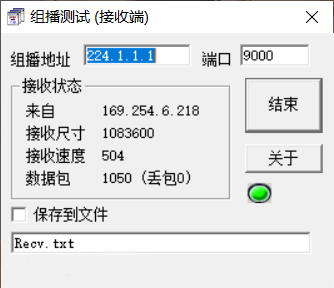 组播测试 (接收端)
组播地址 224.1.1.1 端口 9000
接收状态
来自 169.254.6.218
接收尺寸 1083600
接收速度 504
数据包 1050 (丢包0)
结束
关于
保存到文件
Recv.txt